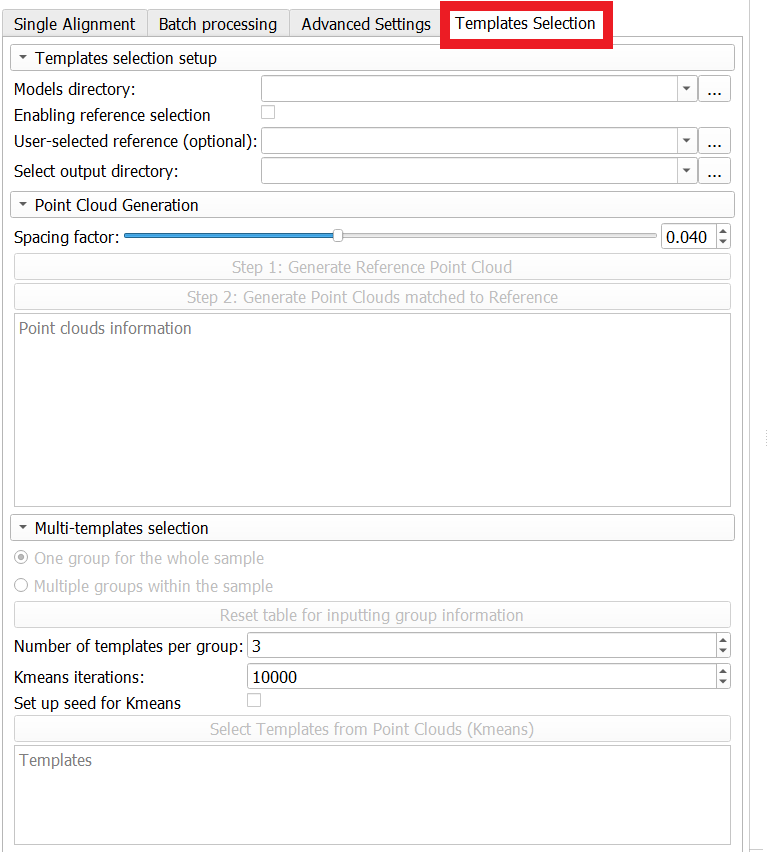 Single Alignment Batch processing Advanced Settings Templates Selection
Templates selection setup
Models directory: ...
Enabling reference selection
User-selected reference (optional): ...
Select output directory: ...
Point Cloud Generation
Spacing factor: 0.040
Step 1: Generate Reference Point Cloud
Step 2: Generate Point Clouds matched to Reference
Point clouds information
Multi-templates selection
One group for the whole sample
Multiple groups within the sample
Reset table for inputting group information
Number of templates per group: 3
Kmeans iterations: 10000
Set up seed for Kmeans
Select Templates from Point Clouds (Kmeans)
Templates